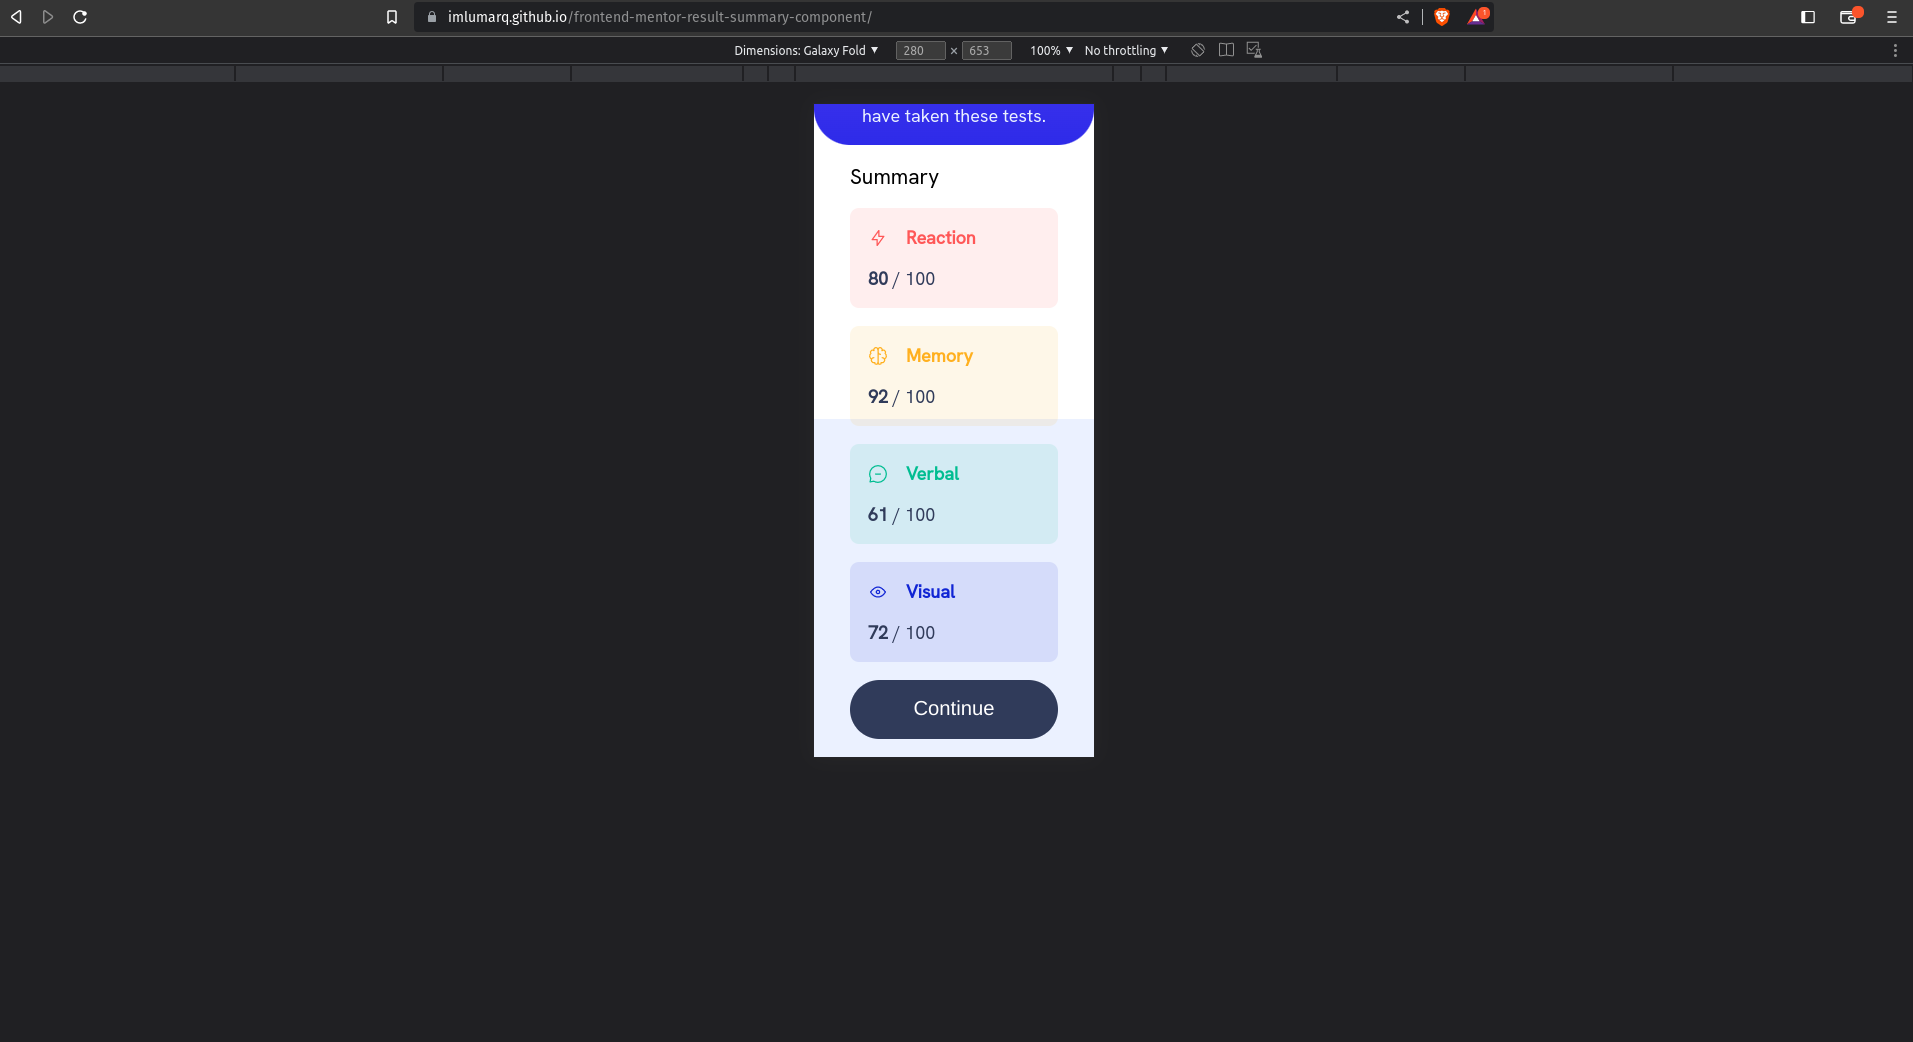 imlumarq.github.io/frontend-mentor-result-summary-component/
1
Dimensions: Galaxy Fold ▼ 280 × 653 100% ▼ No throttling ▼
have taken these tests.
Summary
Reaction
80 / 100
Memory
92 / 100
Verbal
61 / 100
Visual
72 / 100
Continue